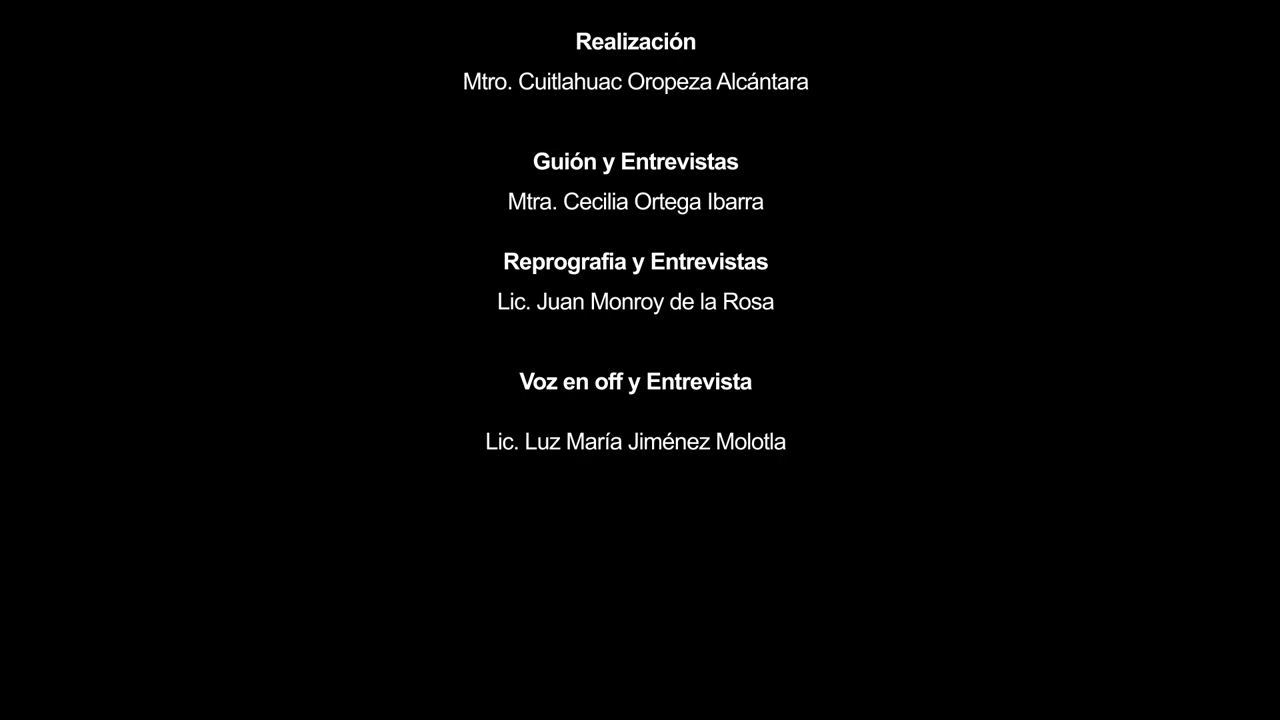 Realización
Mtro. Cuitlahuac Oropeza Alcántara
Guión y Entrevistas
Mtra. Cecilia Ortega Ibarra
Reprografia y Entrevistas
Lic. Juan Monroy de la Rosa
Voz en off y Entrevista
Lic. Luz María Jiménez Molotla